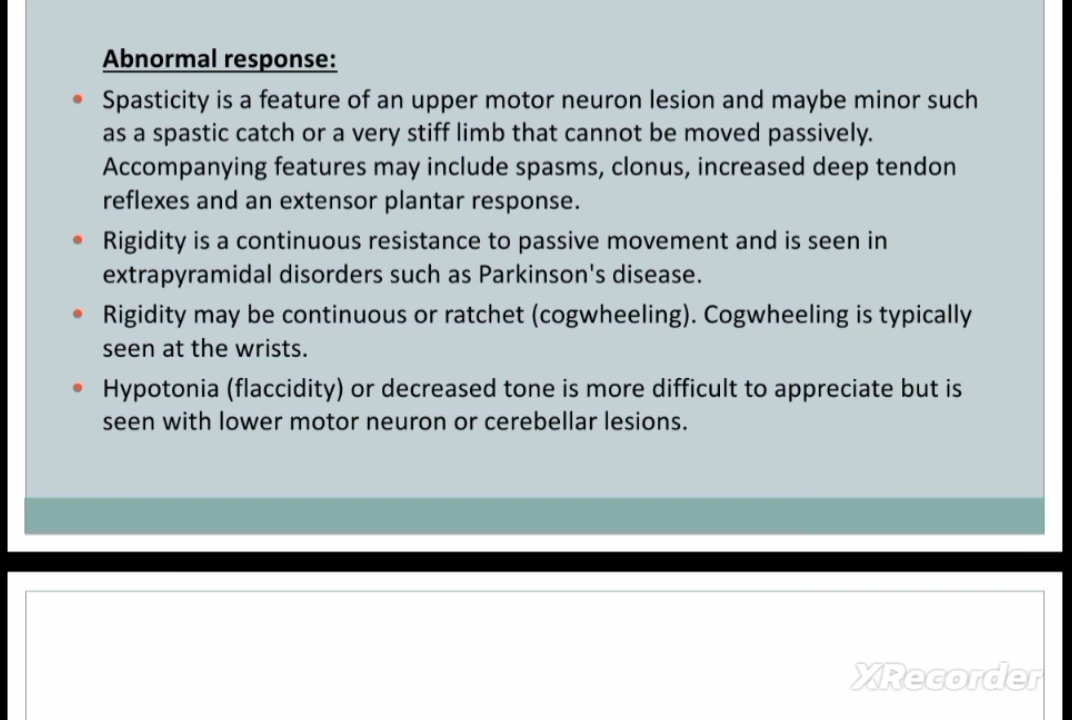 Abnormal response:
• Spasticity is a feature of an upper motor neuron lesion and maybe minor such
as a spastic catch or a very stiff limb that cannot be moved passively.
Accompanying features may include spasms, clonus, increased deep tendon
reflexes and an extensor plantar response.
• Rigidity is a continuous resistance to passive movement and is seen in
extrapyramidal disorders such as Parkinson's disease.
• Rigidity may be continuous or ratchet (cogwheeling). Cogwheeling is typically
seen at the wrists.
• Hypotonia (flaccidity) or decreased tone is more difficult to appreciate but is
seen with lower motor neuron or cerebellar lesions.
XRecorder